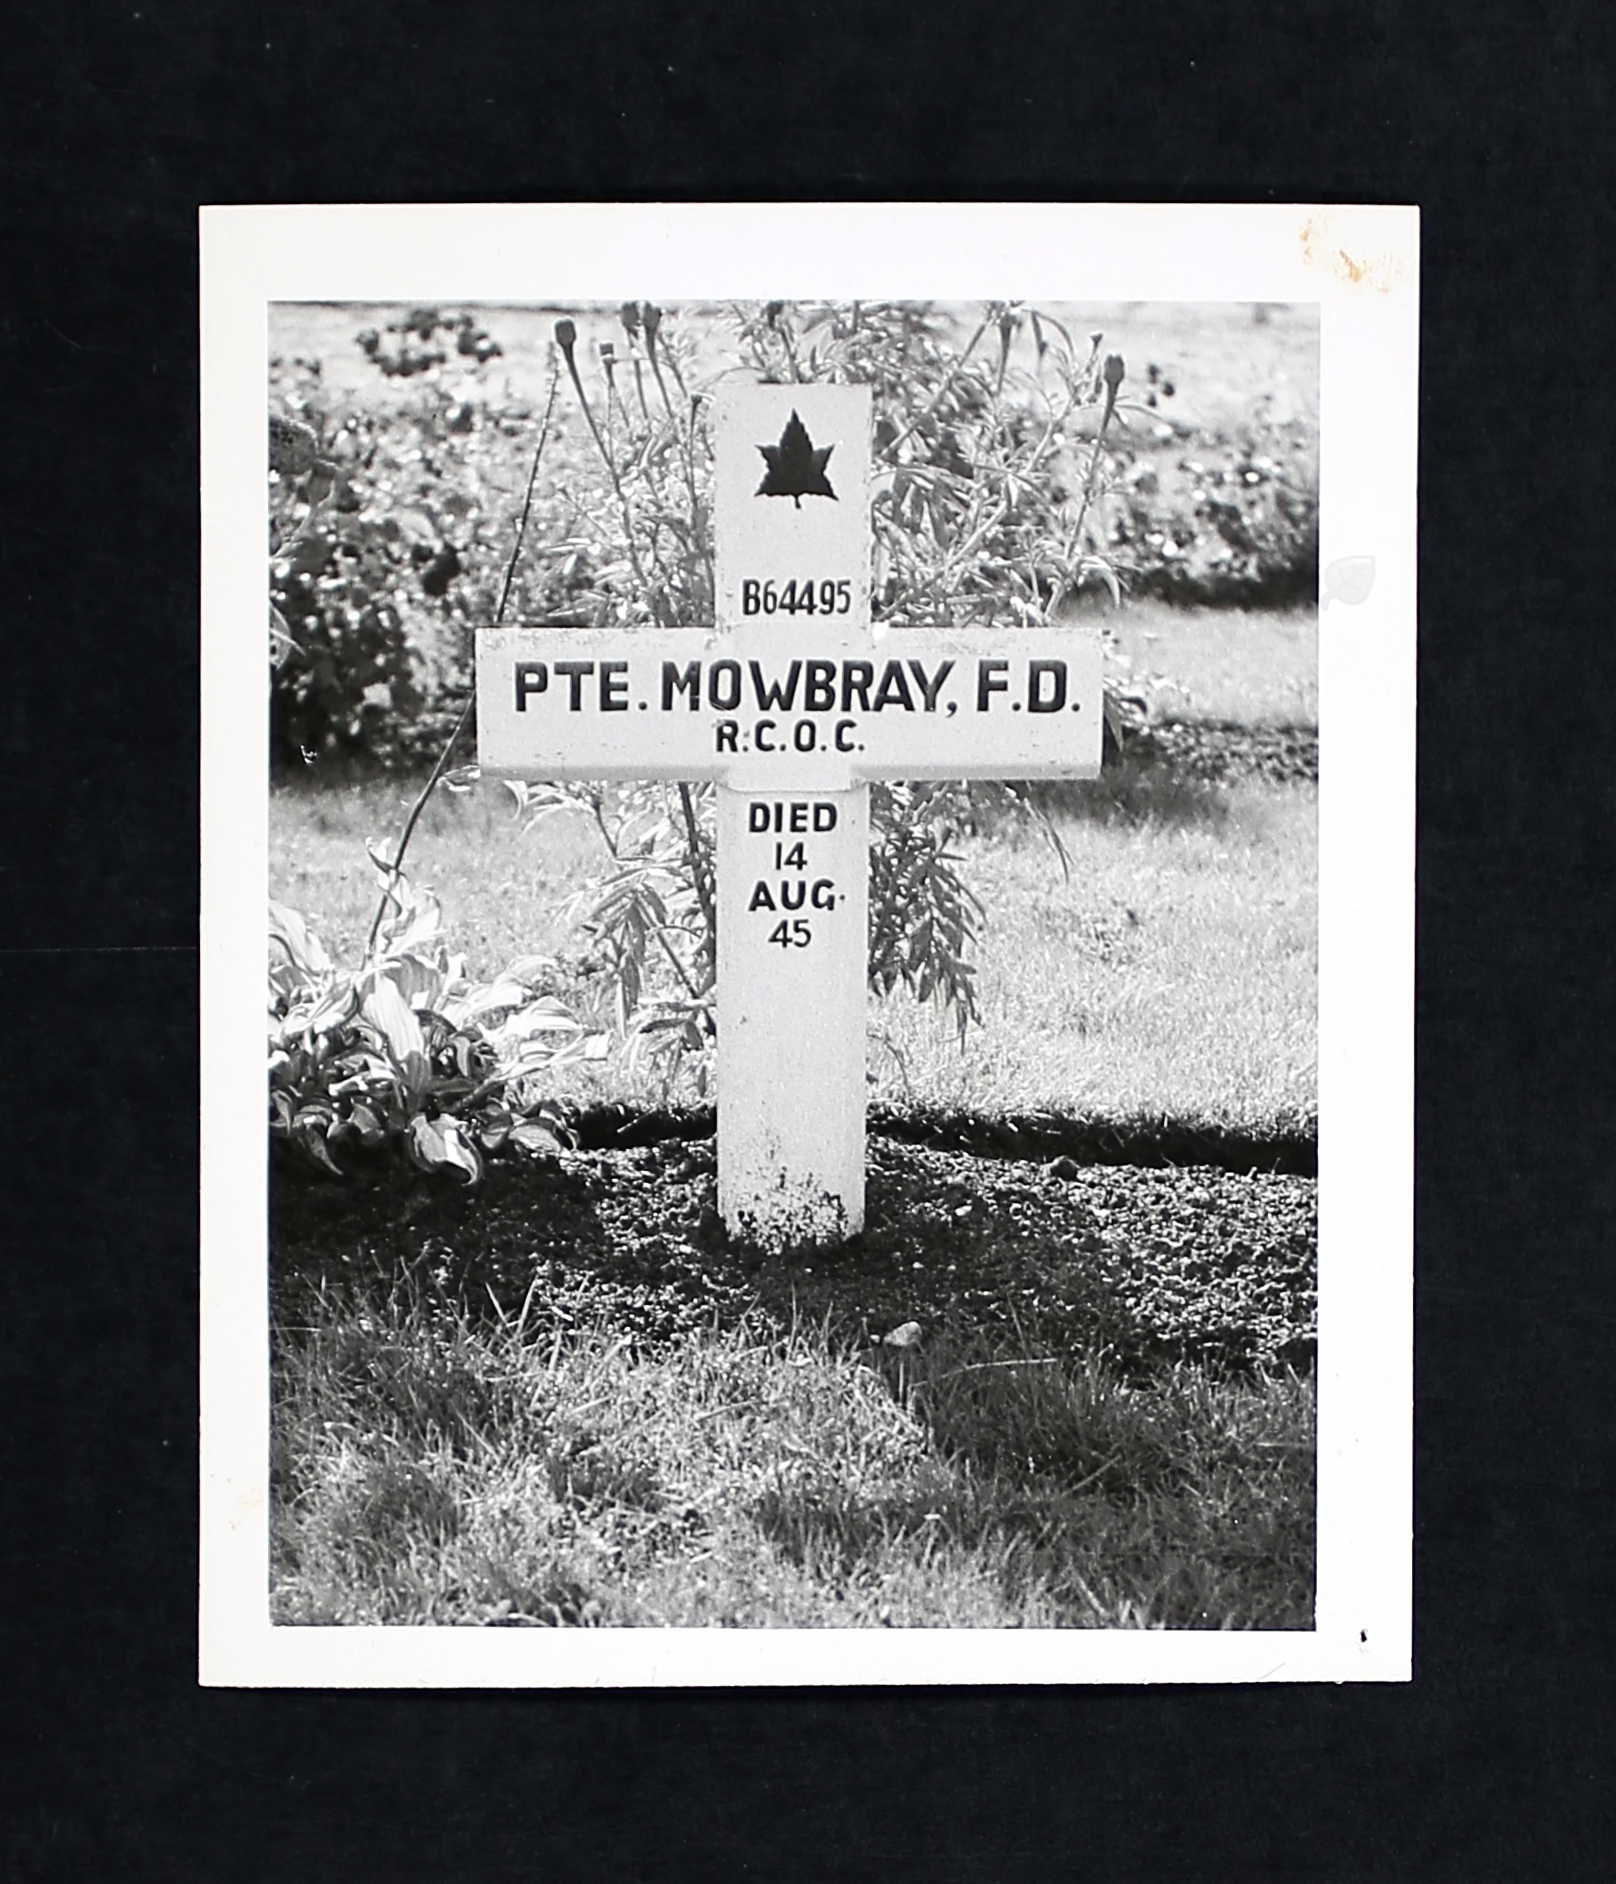 B64495
PTE. MOWBRAY, F.D.
R.C.O.C.
DIED
14
AUG.
45